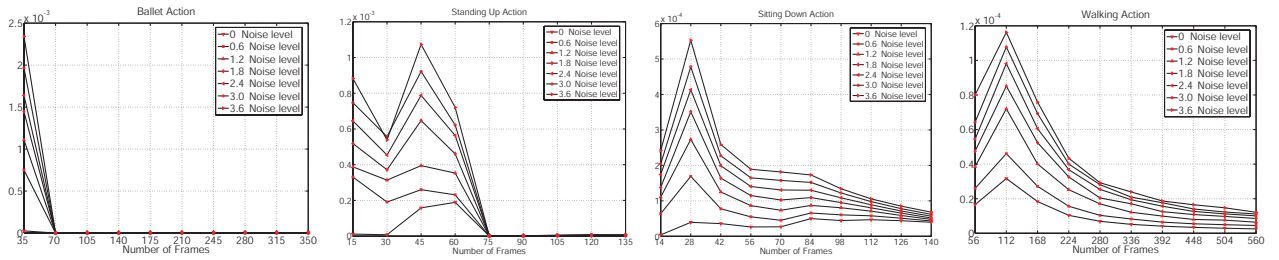 Ballet Action
x 10⁻³
2.5
2
1.5
1
0.5
0
35 70 105 140 175 210 245 280 315 350
Number of Frames
0 Noise level
0.6 Noise level
1.2 Noise level
1.8 Noise level
2.4 Noise level
3.0 Noise level
3.6 Noise level
Standing Up Action
x 10⁻³
1.2
1
0.8
0.6
0.4
0.2
0
15 30 45 60 75 90 105 120 135
Number of Frames
0 Noise level
0.6 Noise level
1.2 Noise level
1.8 Noise level
2.4 Noise level
3.0 Noise level
3.6 Noise level
Sitting Down Action
x 10⁻⁴
6
5
4
3
2
1
0
14 28 42 56 70 84 98 112 126 140
Number of Frames
0 Noise level
0.6 Noise level
1.2 Noise level
1.8 Noise level
2.4 Noise level
3.0 Noise level
3.6 Noise level
Walking Action
x 10⁻⁴
1.2
1
0.8
0.6
0.4
0.2
0
56 112 168 224 280 336 392 448 504 560
Number of Frames
0 Noise level
0.6 Noise level
1.2 Noise level
1.8 Noise level
2.4 Noise level
3.0 Noise level
3.6 Noise level